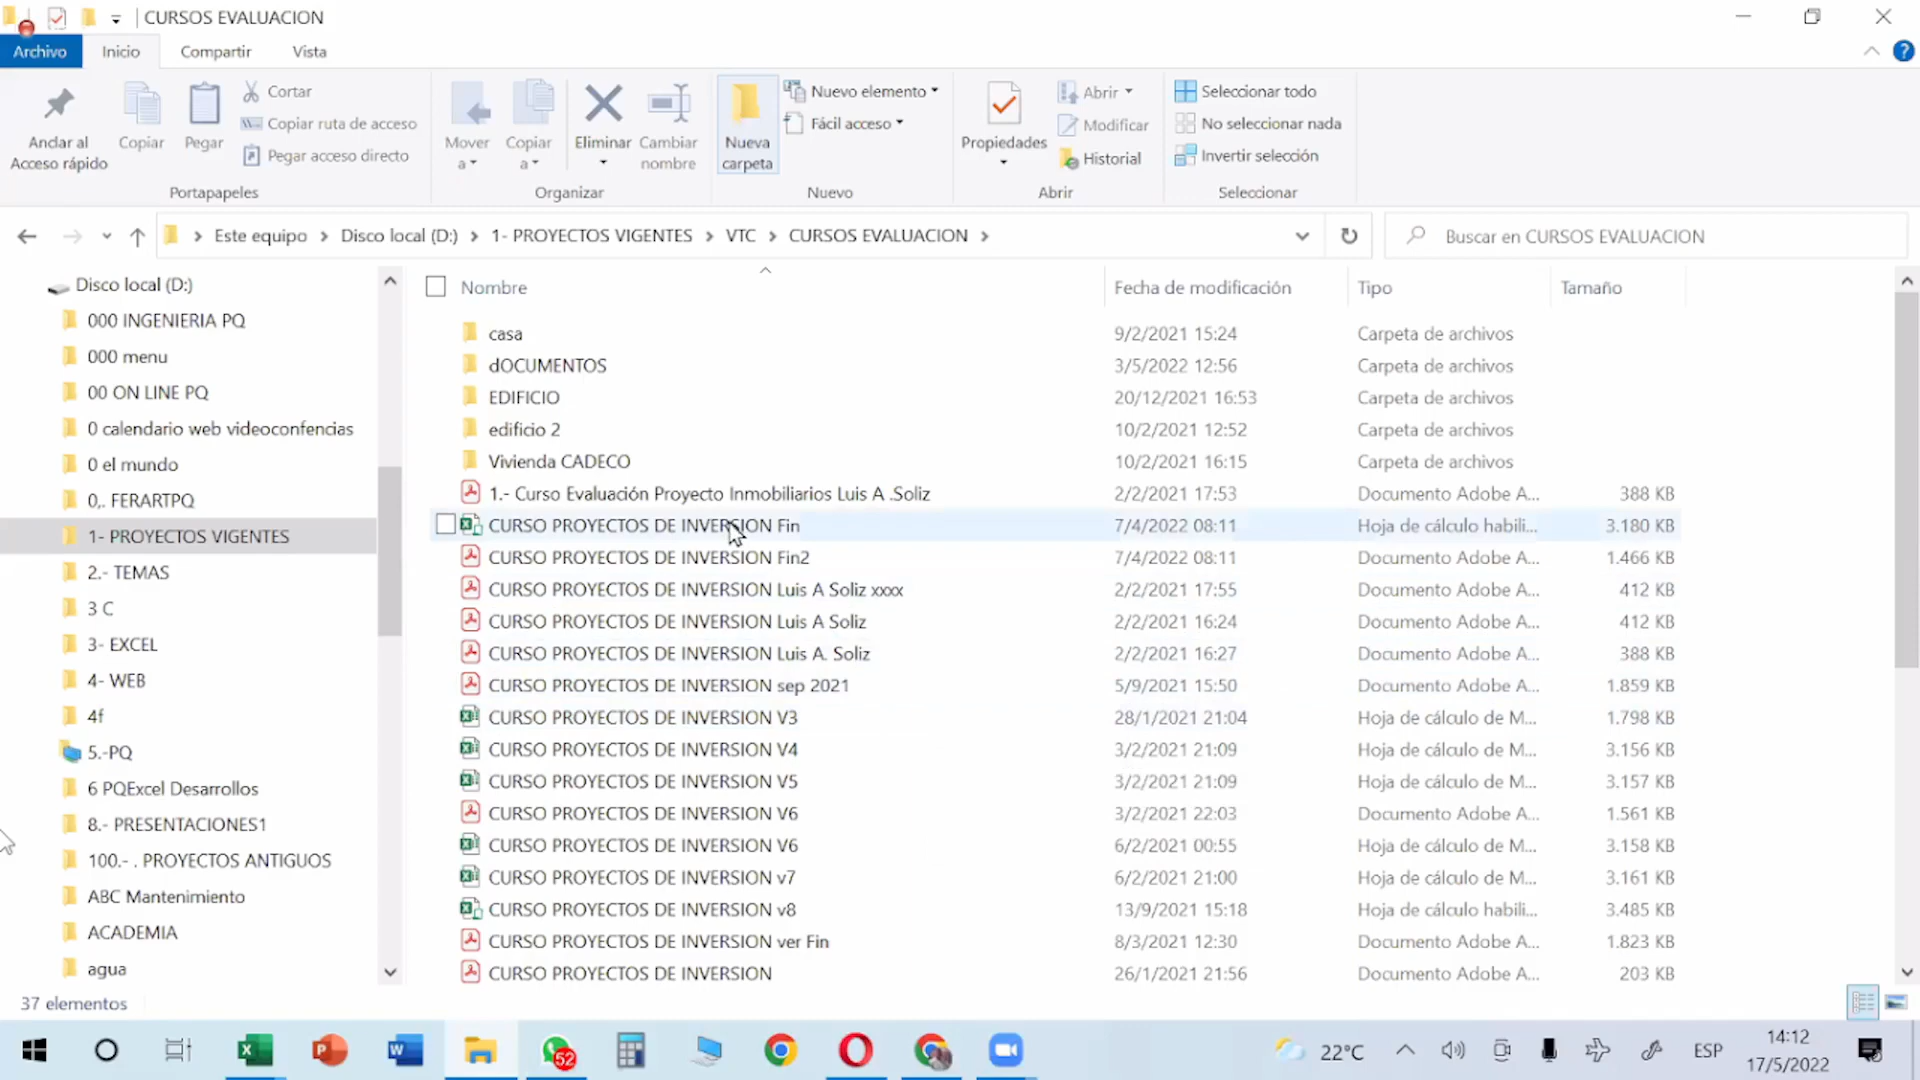 CURSOS EVALUACION
Archivo Inicio Compartir Vista
Andar al Acceso rápido
Copiar
Pegar
Cortar
Copiar ruta de acceso
Pegar acceso directo
Portapapeles
Mover a
Copiar a
Eliminar
Cambiar nombre
Organizar
Nueva carpeta
Nuevo elemento
Fácil acceso
Nuevo
Propiedades
Abrir
Modificar
Historial
Abrir
Seleccionar todo
No seleccionar nada
Invertir selección
Seleccionar
Este equipo > Disco local (D:) > 1- PROYECTOS VIGENTES > VTC > CURSOS EVALUACION >
Buscar en CURSOS EVALUACION
Disco local (D:)
000 INGENIERIA PQ
000 menu
00 ON LINE PQ
0 calendario web videoconfencias
0 el mundo
0,. FERARTPQ
1- PROYECTOS VIGENTES
2.- TEMAS
3 C
3- EXCEL
4- WEB
4f
5.-PQ
6 PQExcel Desarrollos
8.- PRESENTACIONES1
100.- . PROYECTOS ANTIGUOS
ABC Mantenimiento
ACADEMIA
agua
Nombre Fecha de modificación Tipo Tamaño
casa 9/2/2021 15:24 Carpeta de archivos
dOCUMENTOS 3/5/2022 12:56 Carpeta de archivos
EDIFICIO 20/12/2021 16:53 Carpeta de archivos
edificio 2 10/2/2021 12:52 Carpeta de archivos
Vivienda CADECO 10/2/2021 16:15 Carpeta de archivos
1.- Curso Evaluación Proyecto Inmobiliarios Luis A .Soliz 2/2/2021 17:53 Documento Adobe A... 388 KB
CURSO PROYECTOS DE INVERSION Fin 7/4/2022 08:11 Hoja de cálculo habili... 3.180 KB
CURSO PROYECTOS DE INVERSION Fin2 7/4/2022 08:11 Documento Adobe A... 1.466 KB
CURSO PROYECTOS DE INVERSION Luis A Soliz xxxx 2/2/2021 17:55 Documento Adobe A... 412 KB
CURSO PROYECTOS DE INVERSION Luis A Soliz 2/2/2021 16:24 Documento Adobe A... 412 KB
CURSO PROYECTOS DE INVERSION Luis A. Soliz 2/2/2021 16:27 Documento Adobe A... 388 KB
CURSO PROYECTOS DE INVERSION sep 2021 5/9/2021 15:50 Documento Adobe A... 1.859 KB
CURSO PROYECTOS DE INVERSION V3 28/1/2021 21:04 Hoja de cálculo de M... 1.798 KB
CURSO PROYECTOS DE INVERSION V4 3/2/2021 21:09 Hoja de cálculo de M... 3.156 KB
CURSO PROYECTOS DE INVERSION V5 3/2/2021 21:09 Hoja de cálculo de M... 3.157 KB
CURSO PROYECTOS DE INVERSION V6 3/2/2021 22:03 Documento Adobe A... 1.561 KB
CURSO PROYECTOS DE INVERSION V6 6/2/2021 00:55 Hoja de cálculo de M... 3.158 KB
CURSO PROYECTOS DE INVERSION v7 6/2/2021 21:00 Hoja de cálculo de M... 3.161 KB
CURSO PROYECTOS DE INVERSION v8 13/9/2021 15:18 Hoja de cálculo habili... 3.485 KB
CURSO PROYECTOS DE INVERSION ver Fin 8/3/2021 12:30 Documento Adobe A... 1.823 KB
CURSO PROYECTOS DE INVERSION 26/1/2021 21:56 Documento Adobe A... 203 KB
37 elementos
52
22°C
ESP
14:12
17/5/2022